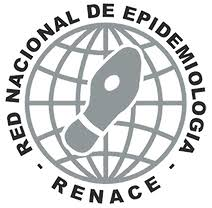 - RED NACIONAL DE EPIDEMIOLOGIA -
RENACE